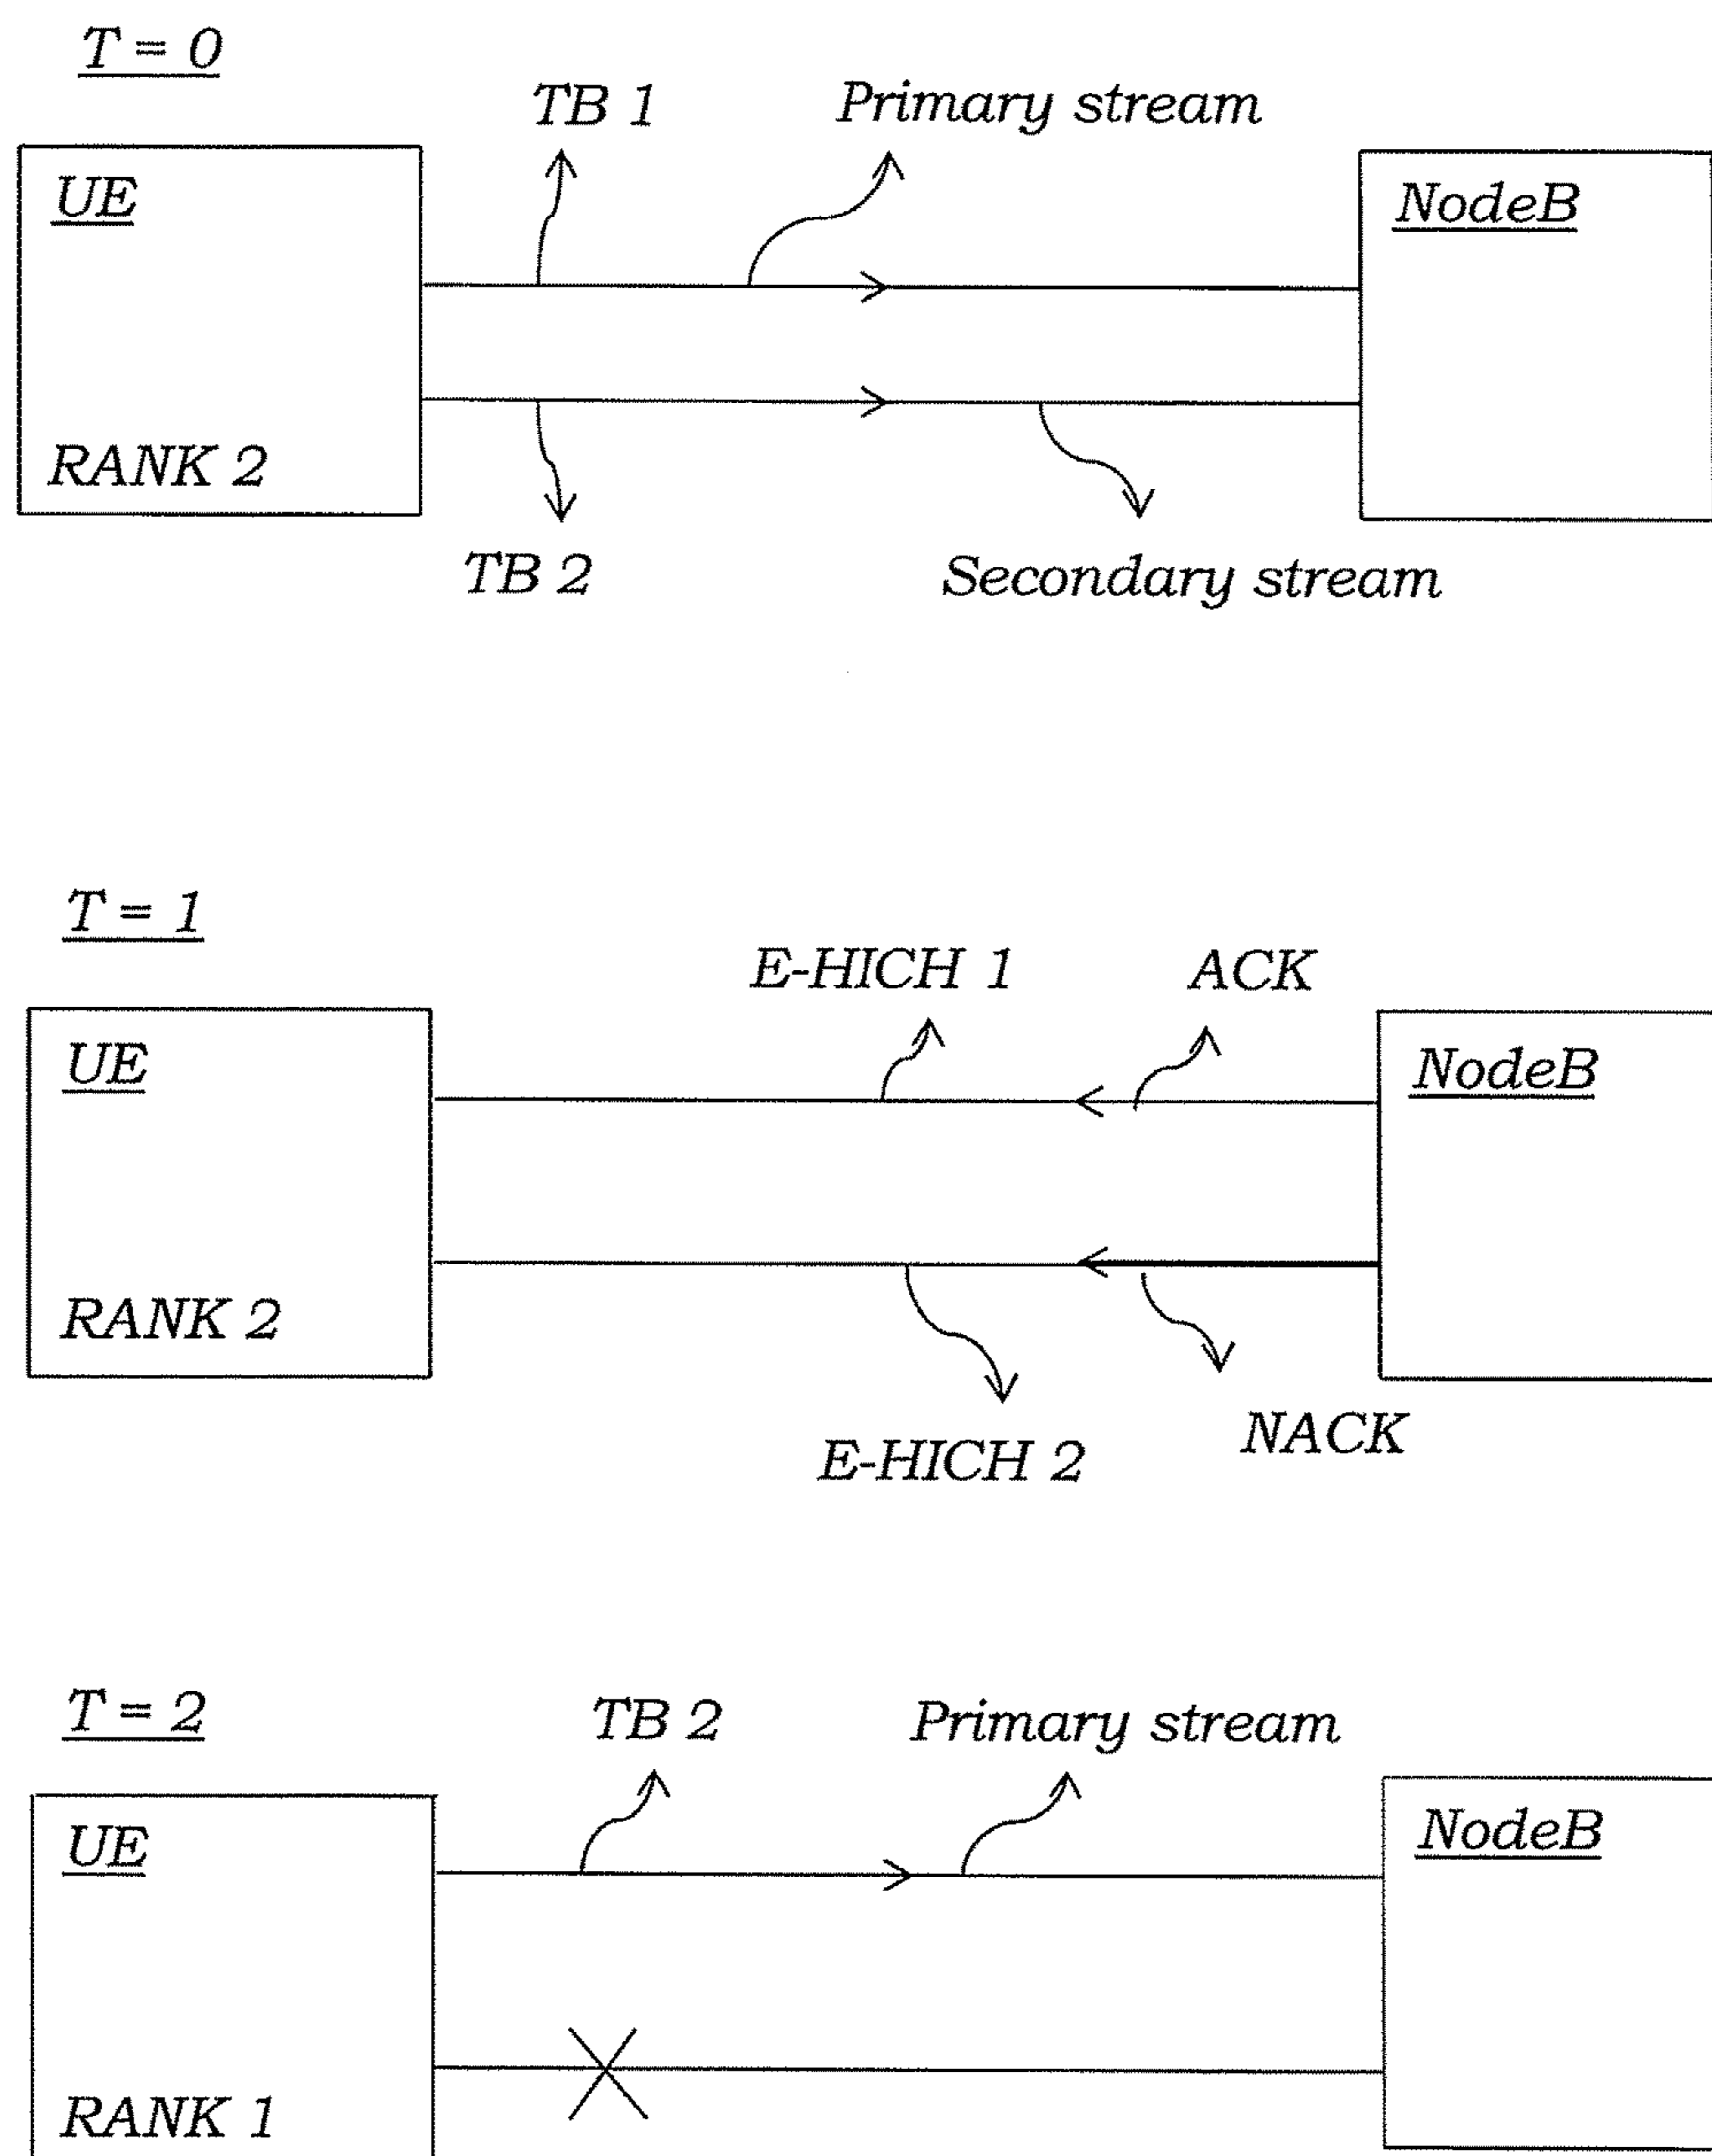 T = 0
TB 1 Primary stream
UE NodeB
RANK 2
TB 2 Secondary stream
T = 1
E-HICH 1 ACK
UE NodeB
RANK 2
E-HICH 2 NACK
T = 2
TB 2 Primary stream
UE NodeB
RANK 1